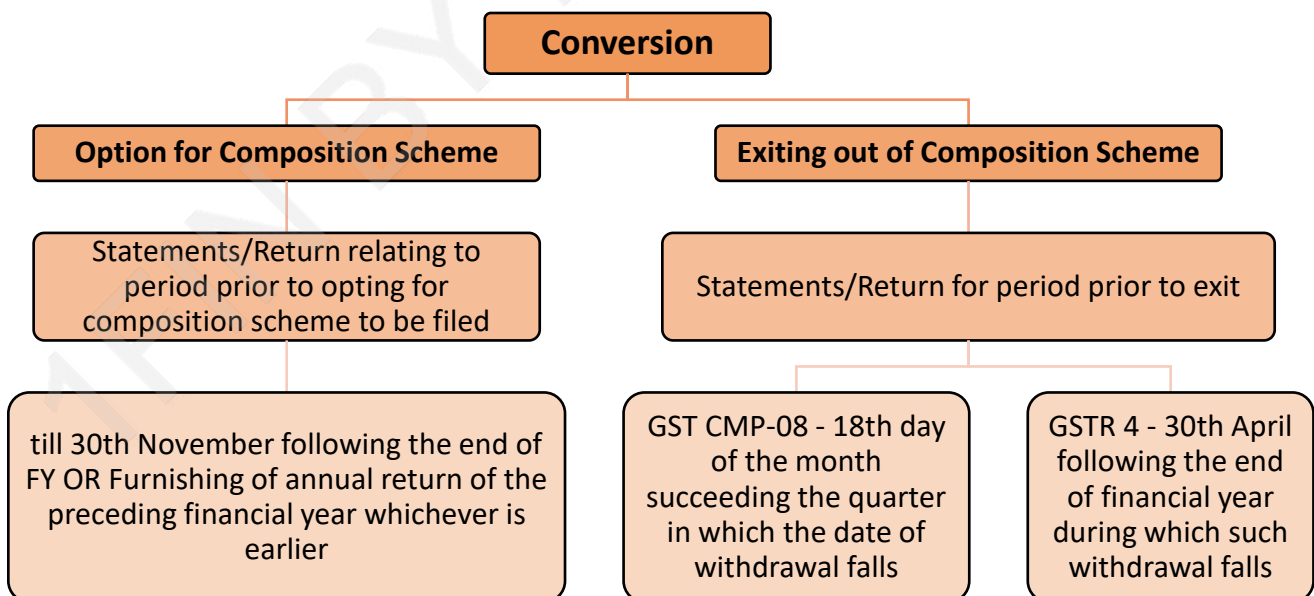 Conversion
Option for Composition Scheme
Exiting out of Composition Scheme
Statements/Return relating to
period prior to opting for
composition scheme to be filed
Statements/Return for period prior to exit
till 30th November following the end of
FY OR Furnishing of annual return of the
preceding financial year whichever is
earlier
GST CMP-08 - 18th day
of the month
succeeding the quarter
in which the date of
withdrawal falls
GSTR 4 - 30th April
following the end
of financial year
during which such
withdrawal falls
1FIN BY